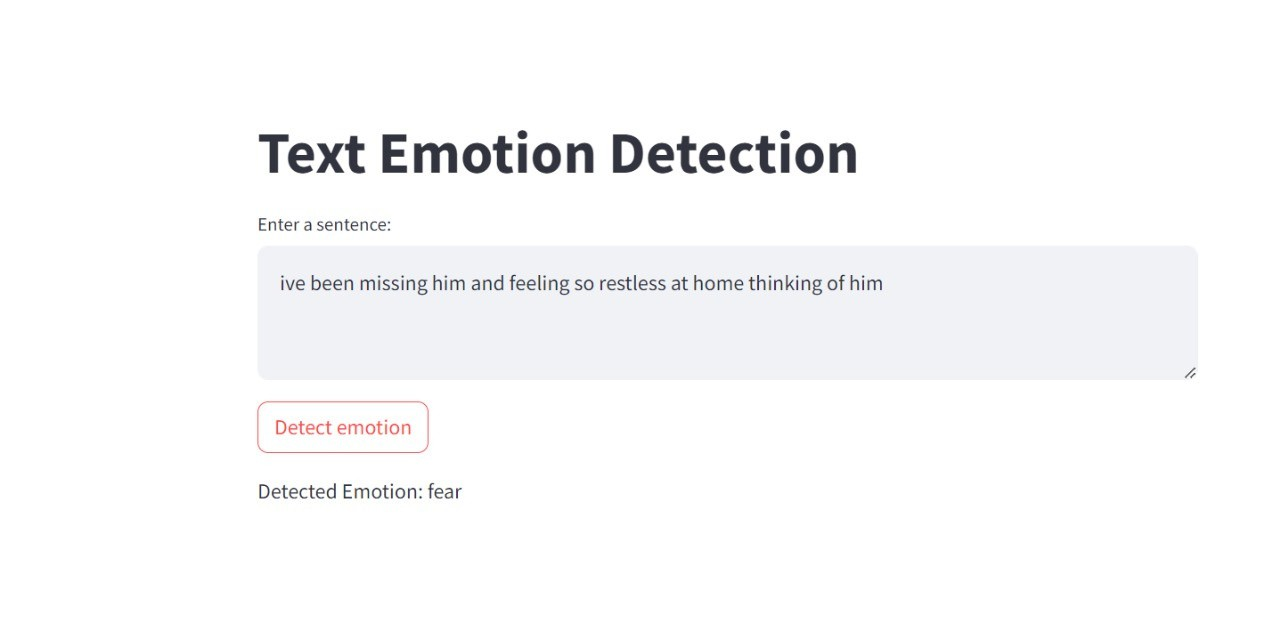 Text Emotion Detection
Enter a sentence:
ive been missing him and feeling so restless at home thinking of him
Detect emotion
Detected Emotion: fear